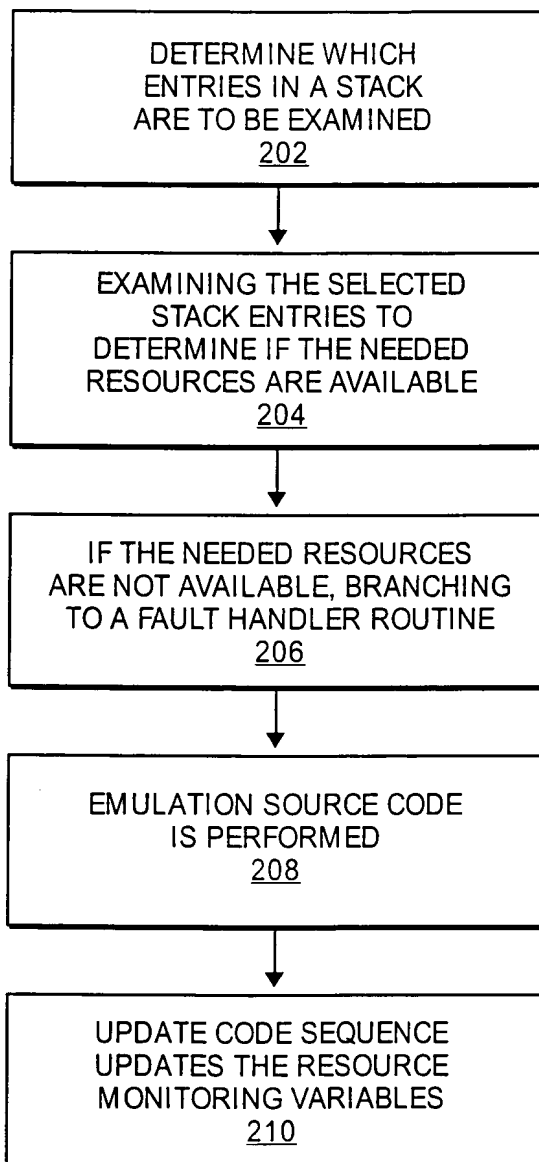 DETERMINE WHICH
ENTRIES IN A STACK
ARE TO BE EXAMINED
202
EXAMINING THE SELECTED
STACK ENTRIES TO
DETERMINE IF THE NEEDED
RESOURCES ARE AVAILABLE
204
IF THE NEEDED RESOURCES
ARE NOT AVAILABLE, BRANCHING
TO A FAULT HANDLER ROUTINE
206
EMULATION SOURCE CODE
IS PERFORMED
208
UPDATE CODE SEQUENCE
UPDATES THE RESOURCE
MONITORING VARIABLES
210